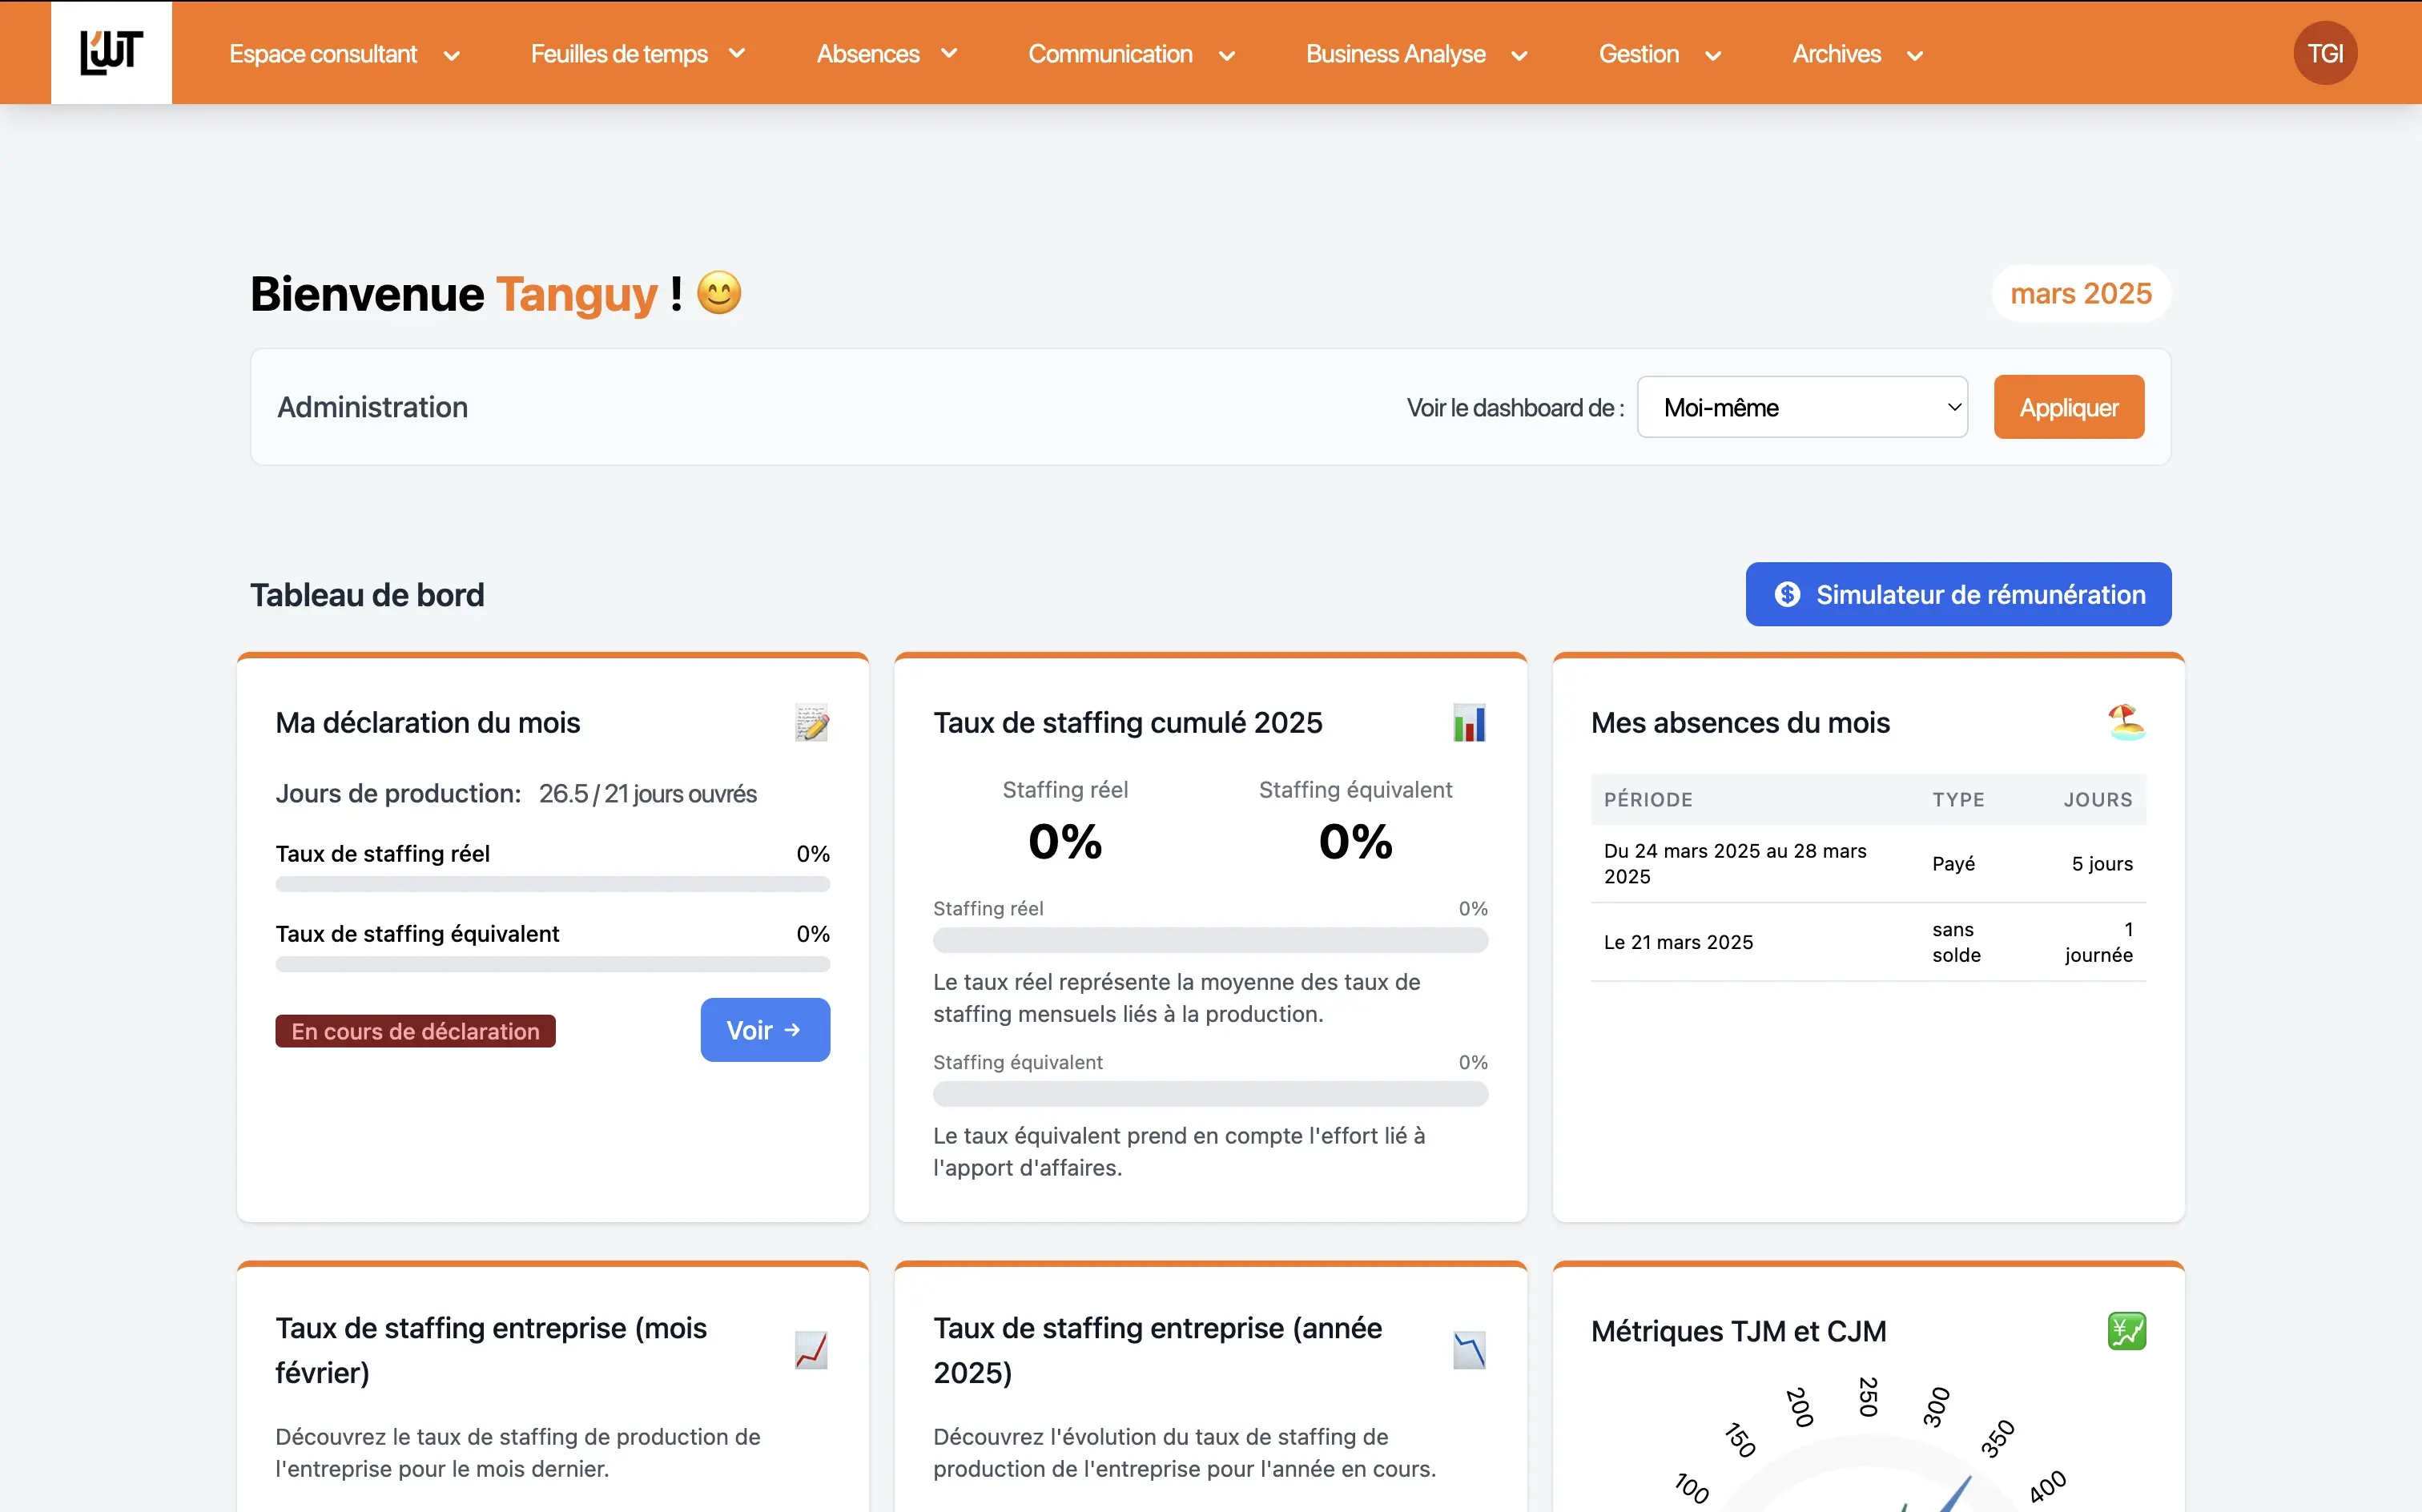 LWT
Espace consultant
Feuilles de temps
Absences
Communication
Business Analyse
Gestion
Archives
TGI
Bienvenue Tanguy ! 😊
mars 2025
Administration
Voir le dashboard de :
Moi-même
Appliquer
Tableau de bord
Simulateur de rémunération
Ma déclaration du mois
Jours de production: 26.5 / 21 jours ouvrés
Taux de staffing réel 0%
Taux de staffing équivalent 0%
En cours de déclaration
Voir →
Taux de staffing cumulé 2025
Staffing réel Staffing équivalent
0% 0%
Staffing réel 0%
Le taux réel représente la moyenne des taux de
staffing mensuels liés à la production.
Staffing équivalent 0%
Le taux équivalent prend en compte l'effort lié à
l'apport d'affaires.
Mes absences du mois
PÉRIODE TYPE JOURS
Du 24 mars 2025 au 28 mars
2025
Payé
5 jours
Le 21 mars 2025
sans
solde
1
journée
Taux de staffing entreprise (mois
février)
Découvrez le taux de staffing de production de
l'entreprise pour le mois dernier.
Taux de staffing entreprise (année
2025)
Découvrez l'évolution du taux de staffing de
production de l'entreprise pour l'année en cours.
Métriques TJM et CJM
100
150
200
250
300
350
400